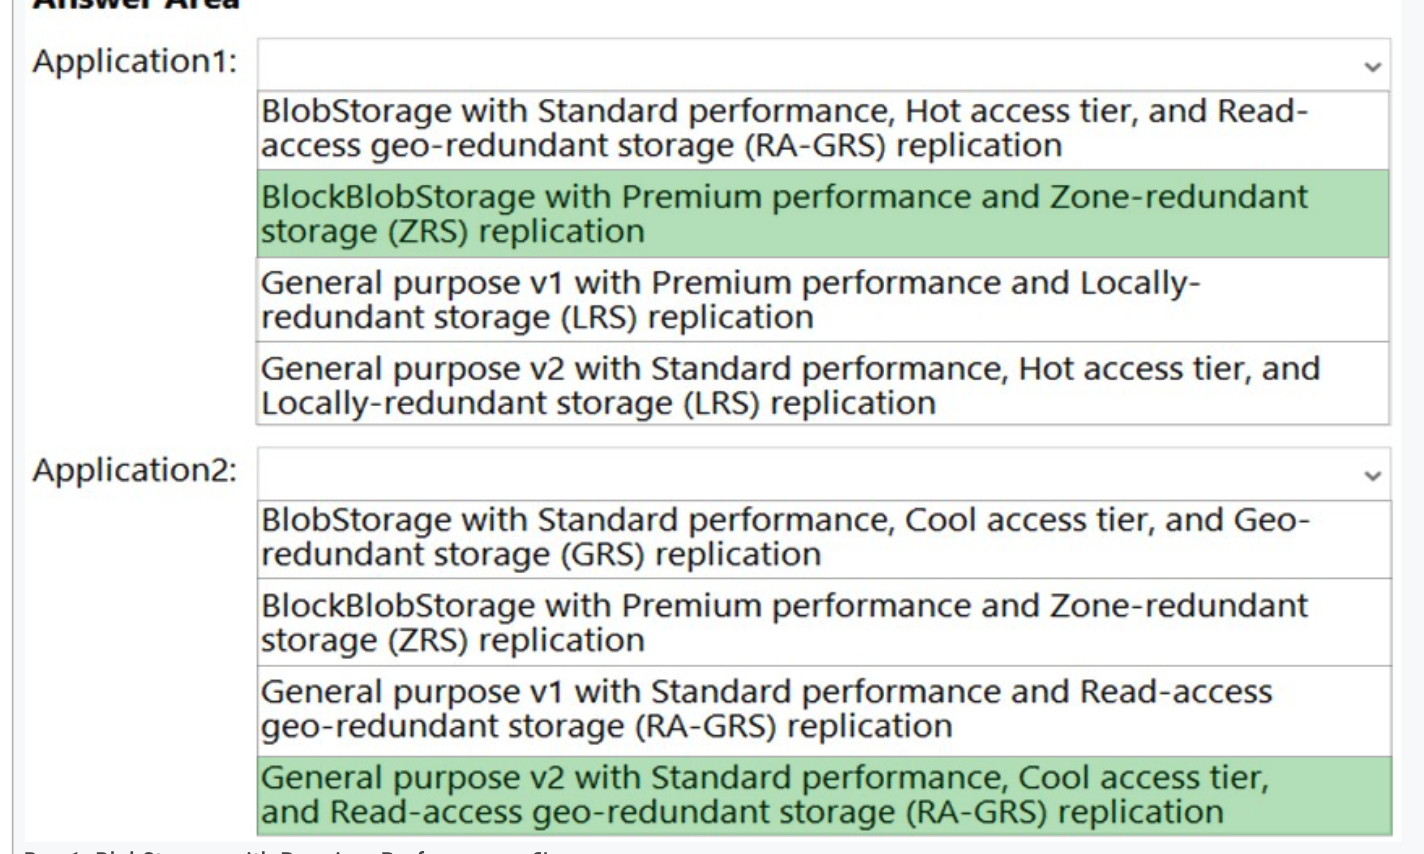 Answer Area
Application1:
BlobStorage with Standard performance, Hot access tier, and Read-
access geo-redundant storage (RA-GRS) replication
BlockBlobStorage with Premium performance and Zone-redundant
storage (ZRS) replication
General purpose v1 with Premium performance and Locally-
redundant storage (LRS) replication
General purpose v2 with Standard performance, Hot access tier, and
Locally-redundant storage (LRS) replication
Application2:
BlobStorage with Standard performance, Cool access tier, and Geo-
redundant storage (GRS) replication
BlockBlobStorage with Premium performance and Zone-redundant
storage (ZRS) replication
General purpose v1 with Standard performance and Read-access
geo-redundant storage (RA-GRS) replication
General purpose v2 with Standard performance, Cool access tier,
and Read-access geo-redundant storage (RA-GRS) replication